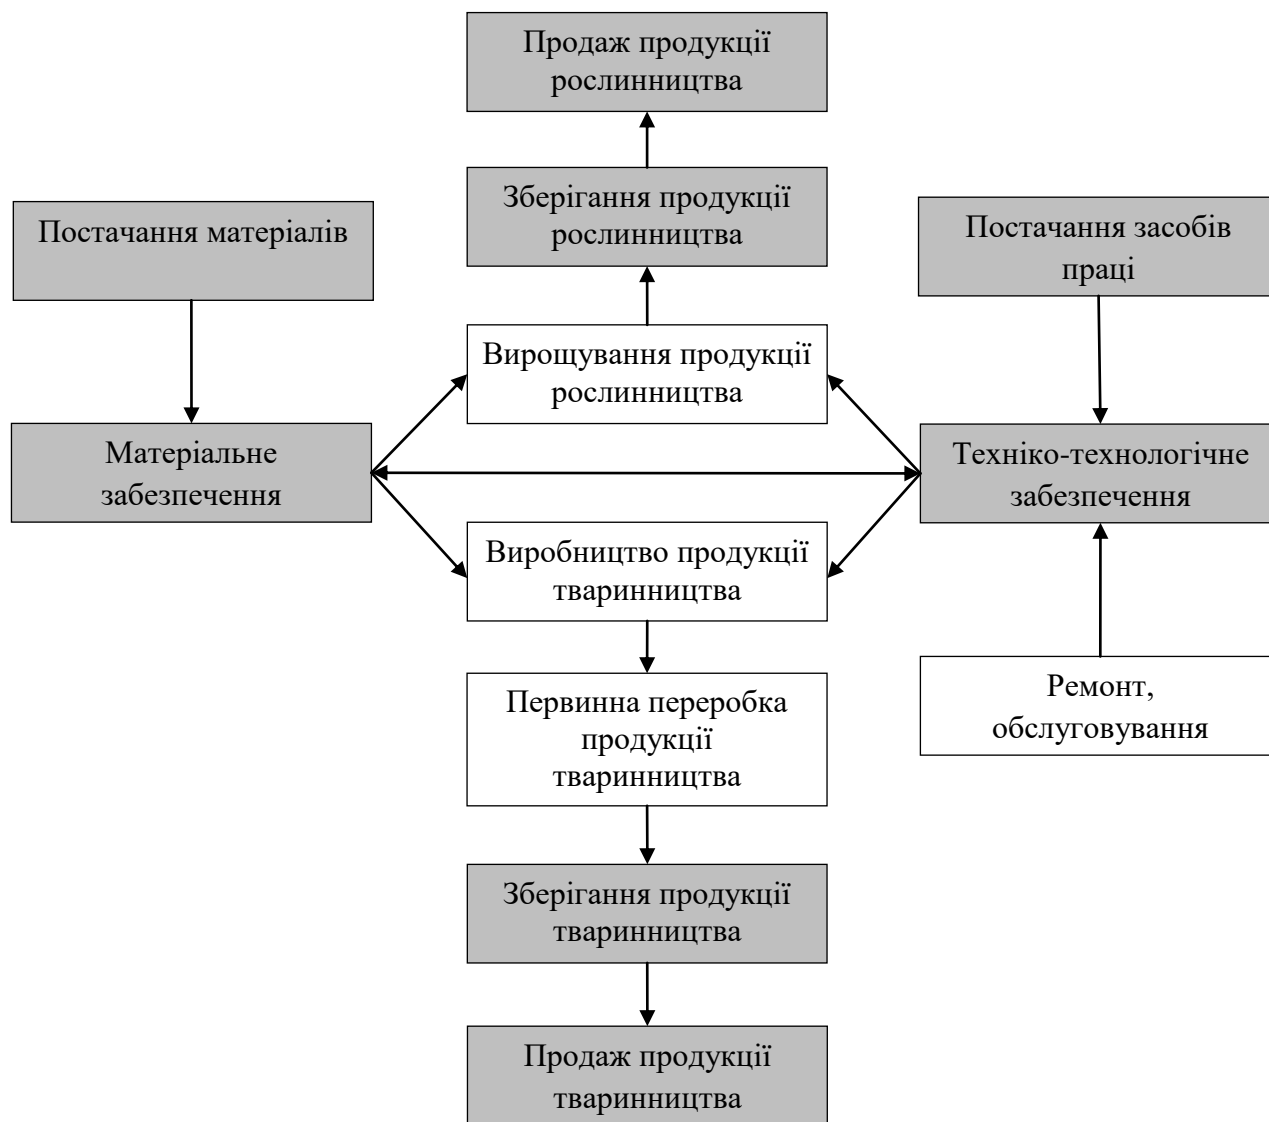 Продаж продукції
рослинництва
Зберігання продукції
рослинництва
Постачання матеріалів
Постачання засобів
праці
Вирощування продукції
рослинництва
Матеріальне
забезпечення
Техніко-технологічне
забезпечення
Виробництво продукції
тваринництва
Первинна переробка
продукції
тваринництва
Ремонт,
обслуговування
Зберігання продукції
тваринництва
Продаж продукції
тваринництва